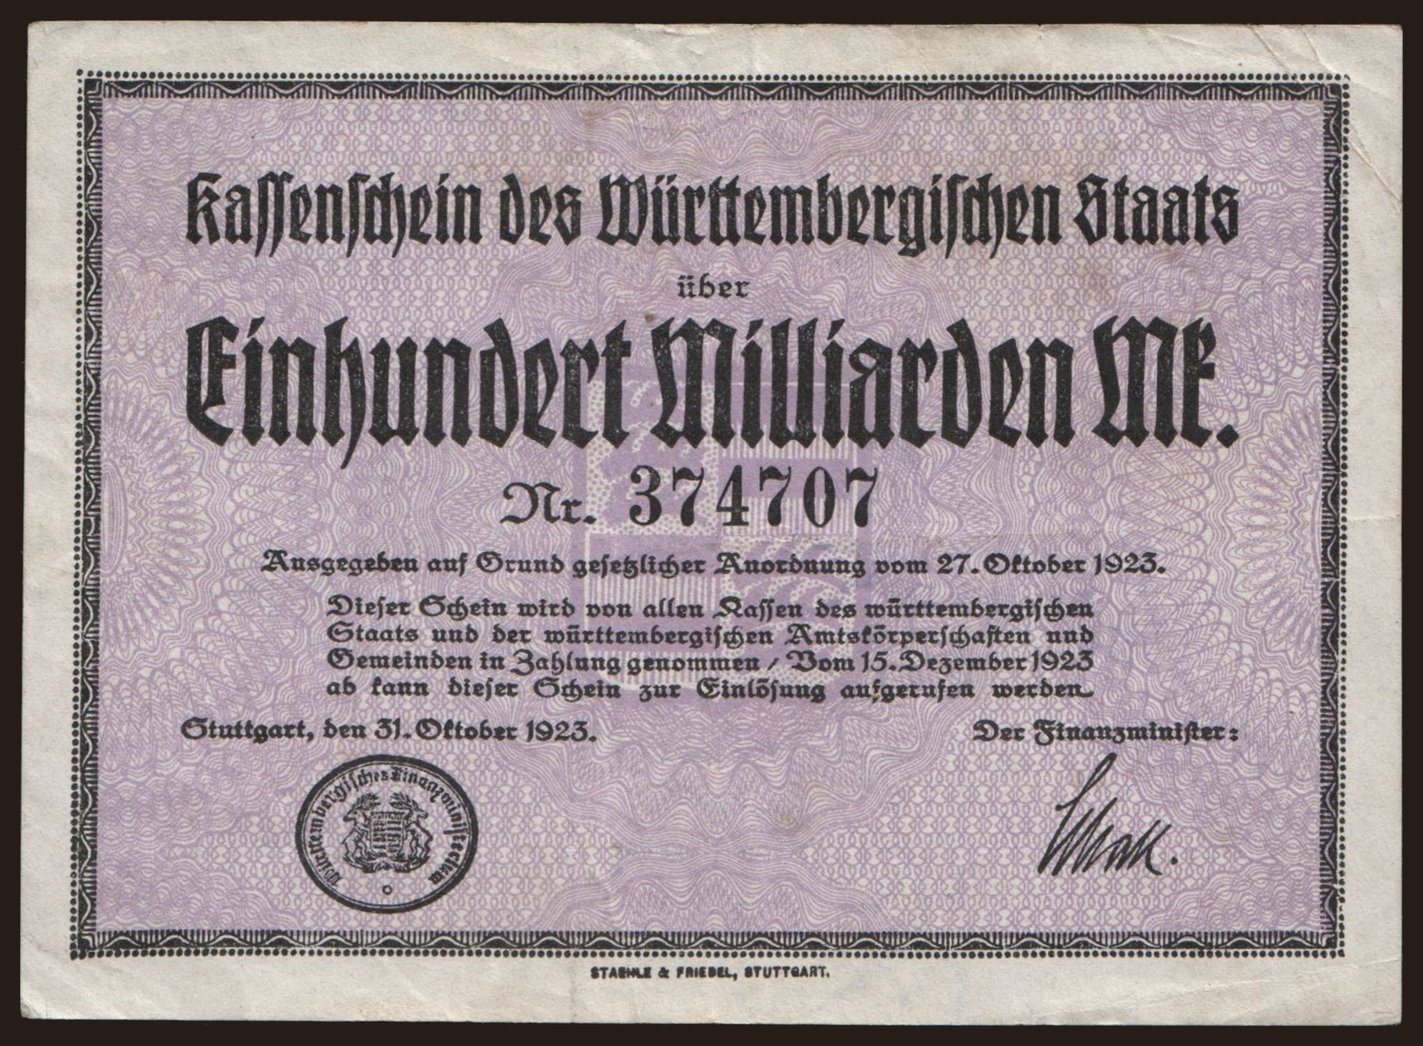 Kassenschein des Württembergischen Staats
über
Einhundert Milliarden Mk.
Nr. 374707
Ausgegeben auf Grund gesetzlicher Anordnung vom 27. Oktober 1923.
Dieser Schein wird von allen Kassen des württembergischen
Staats und der württembergischen Amtskörperschaften und
Gemeinden in Zahlung genommen / Vom 15. Dezember 1923
ab kann dieser Schein zur Einlösung aufgerufen werden.
Stuttgart, den 31. Oktober 1923.
Der Finanzminister:
Württembergisches Finanzministerium
STAEHLE & FRIEDEL, STUTTGART.